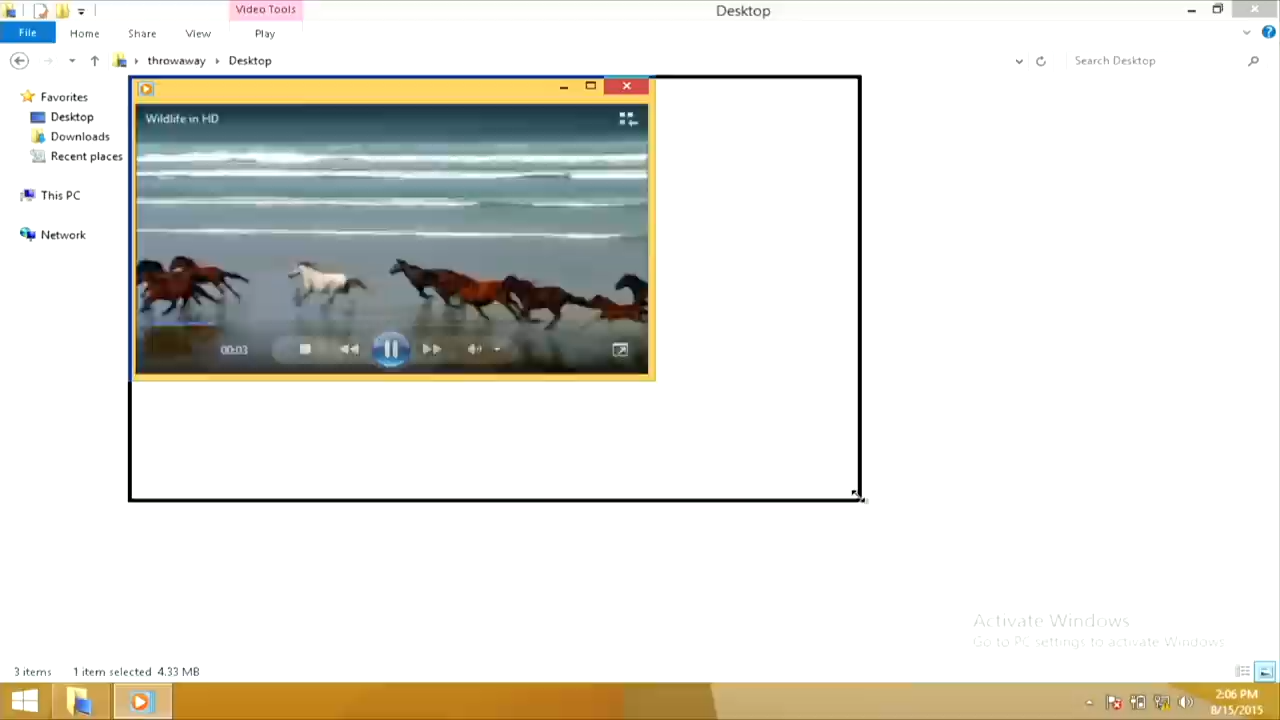 Video Tools
Desktop
File
Home
Share
View
Play
throwaway
Desktop
Search Desktop
Favorites
Desktop
Downloads
Recent places
This PC
Network
Wildlife in HD
00:03
Activate Windows
Go to PC settings to activate Windows.
3 items
1 item selected 4.33 MB
2:06 PM
8/15/2015